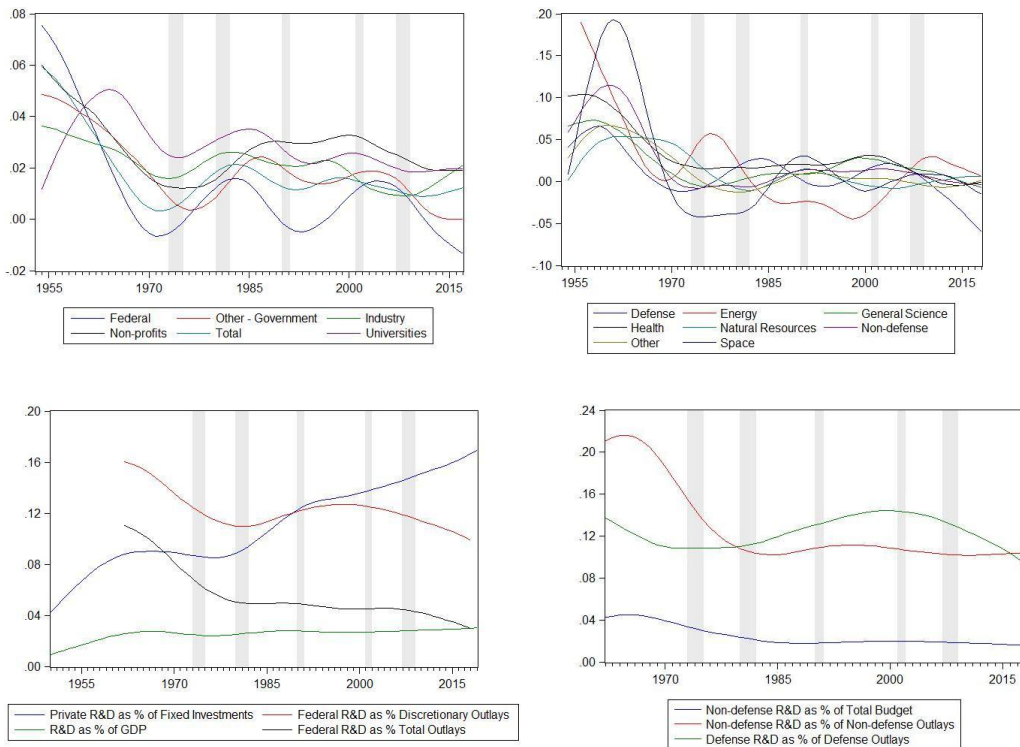 .08
.06
.04
.02
.00
-.02
1955 1970 1985 2000 2015
Federal Other - Government Industry
Non-profits Total Universities
.20
.15
.10
.05
.00
-.05
-.10
1955 1970 1985 2000 2015
Defense Energy General Science
Health Natural Resources Non-defense
Other Space
.20
.16
.12
.08
.04
.00
1955 1970 1985 2000 2015
Private R&D as % of Fixed Investments Federal R&D as % Discretionary Outlays
R&D as % of GDP Federal R&D as % Total Outlays
.24
.20
.16
.12
.08
.04
.00
1970 1985 2000 2015
Non-defense R&D as % of Total Budget
Non-defense R&D as % of Non-defense Outlays
Defense R&D as % of Defense Outlays